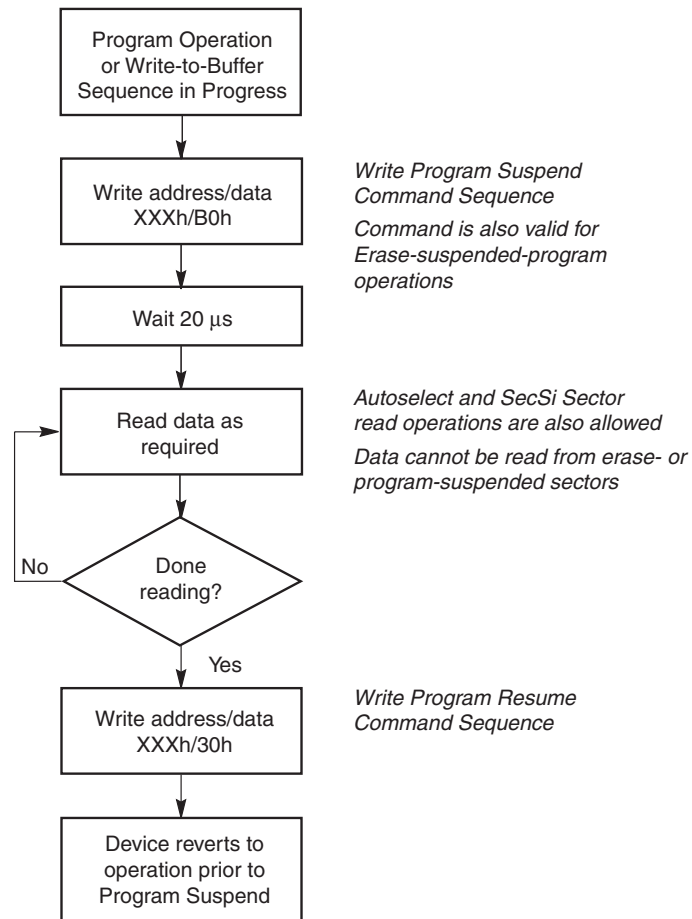 Program Operation
or Write-to-Buffer
Sequence in Progress
Write address/data
XXXh/B0h
Write Program Suspend
Command Sequence
Command is also valid for
Erase-suspended-program
operations
Wait 20 μs
Read data as
required
Autoselect and SecSi Sector
read operations are also allowed
Data cannot be read from erase- or
program-suspended sectors
No
Done
reading?
Yes
Write address/data
XXXh/30h
Write Program Resume
Command Sequence
Device reverts to
operation prior to
Program Suspend